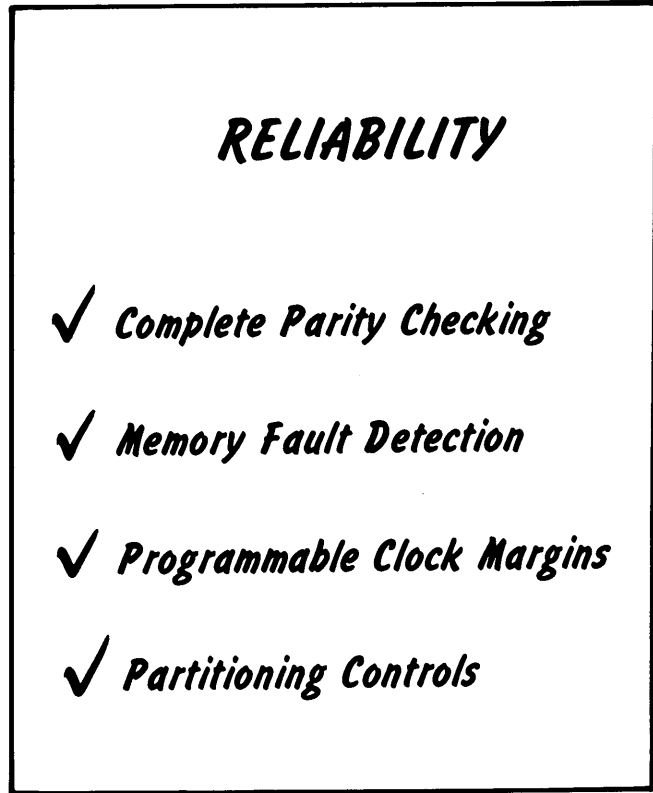 RELIABILITY
✓ Complete Parity Checking
✓ Memory Fault Detection
✓ Programmable Clock Margins
✓ Partitioning Controls